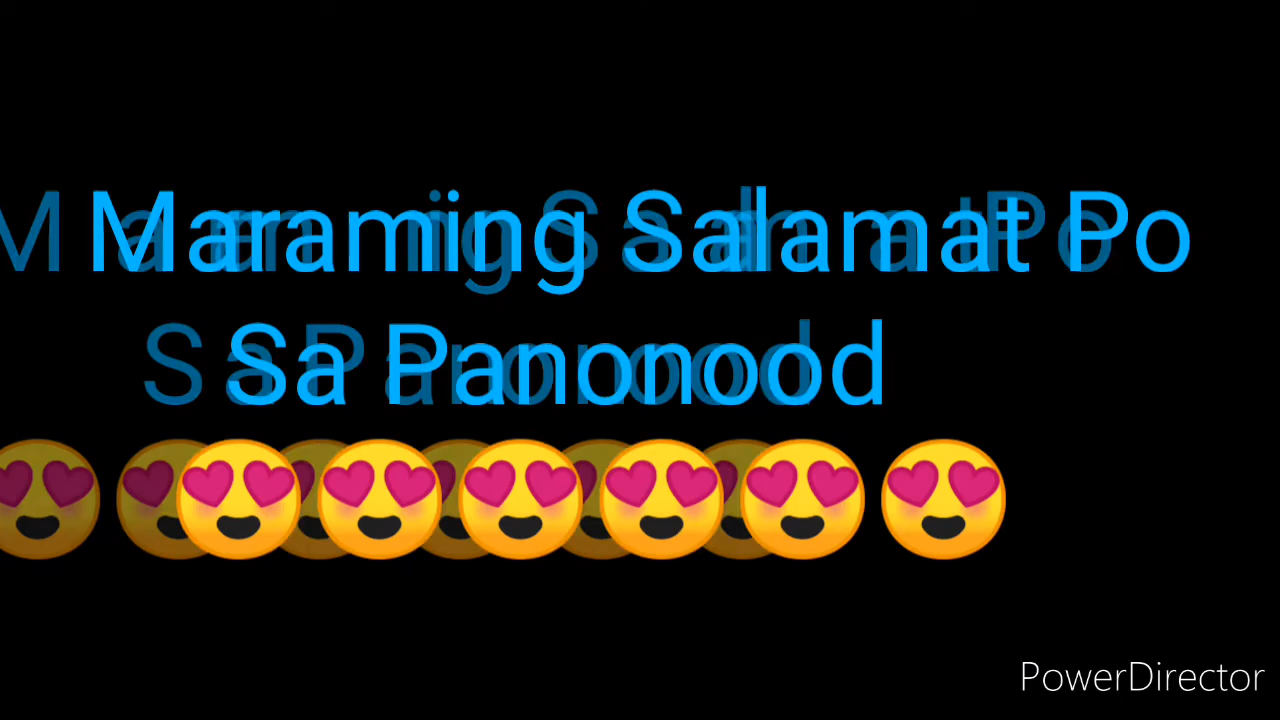 Maraming Salamat Po
Sa Panonood
😍😍😍😍😍😍
PowerDirector